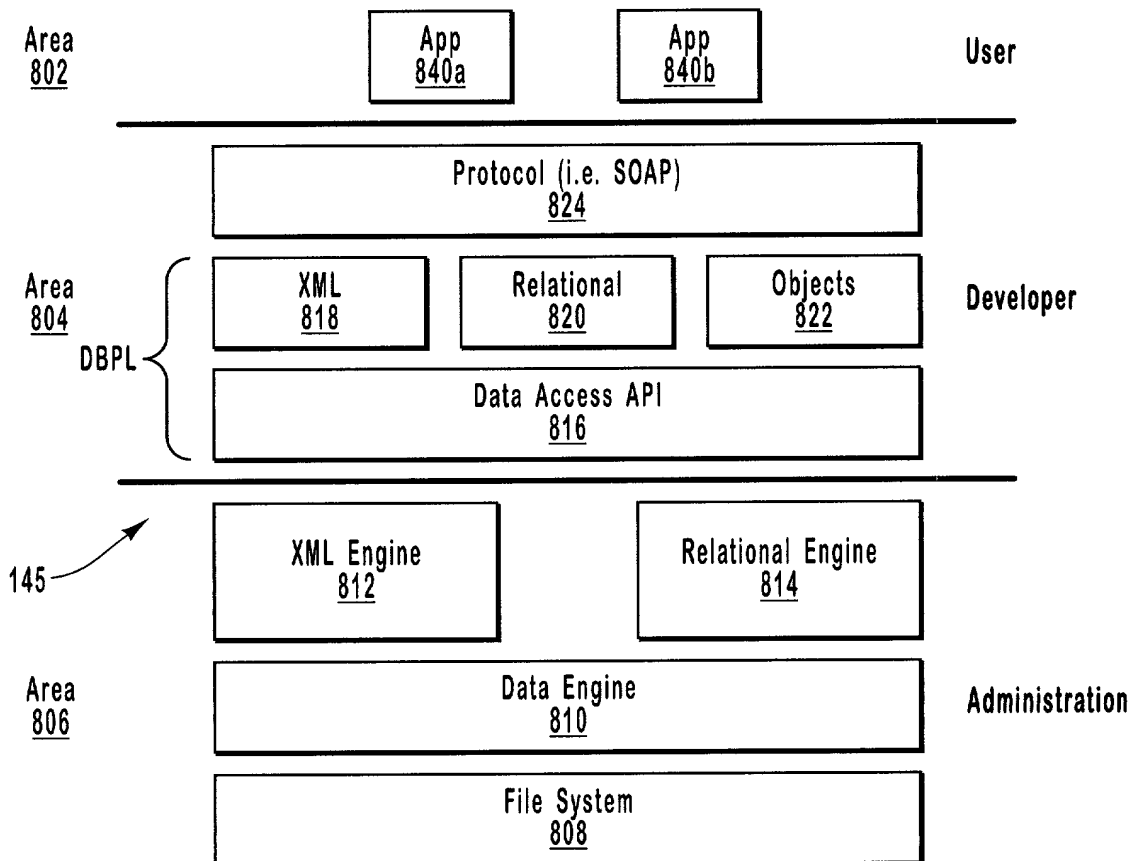 Area
802
App
840a
App
840b
User
Protocol (i.e. SOAP)
824
Area
804
DBPL
XML
818
Relational
820
Objects
822
Developer
Data Access API
816
145
XML Engine
812
Relational Engine
814
Area
806
Data Engine
810
Administration
File System
808